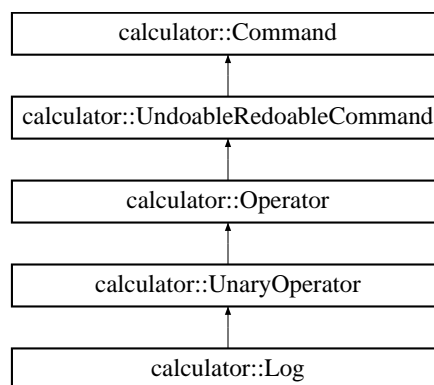 calculator::Command
calculator::UndoableRedoableCommand
calculator::Operator
calculator::UnaryOperator
calculator::Log